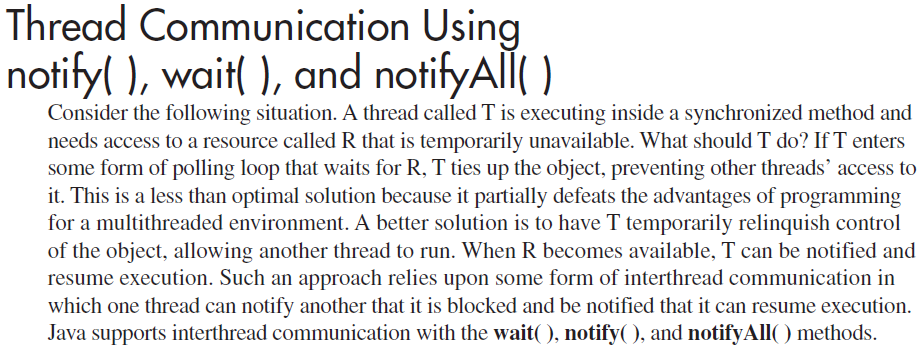 Thread Communication Using
notify( ), wait( ), and notifyAll( )
Consider the following situation. A thread called T is executing inside a synchronized method and
needs access to a resource called R that is temporarily unavailable. What should T do? If T enters
some form of polling loop that waits for R, T ties up the object, preventing other threads’ access to
it. This is a less than optimal solution because it partially defeats the advantages of programming
for a multithreaded environment. A better solution is to have T temporarily relinquish control
of the object, allowing another thread to run. When R becomes available, T can be notified and
resume execution. Such an approach relies upon some form of interthread communication in
which one thread can notify another that it is blocked and be notified that it can resume execution.
Java supports interthread communication with the wait( ), notify( ), and notifyAll( ) methods.